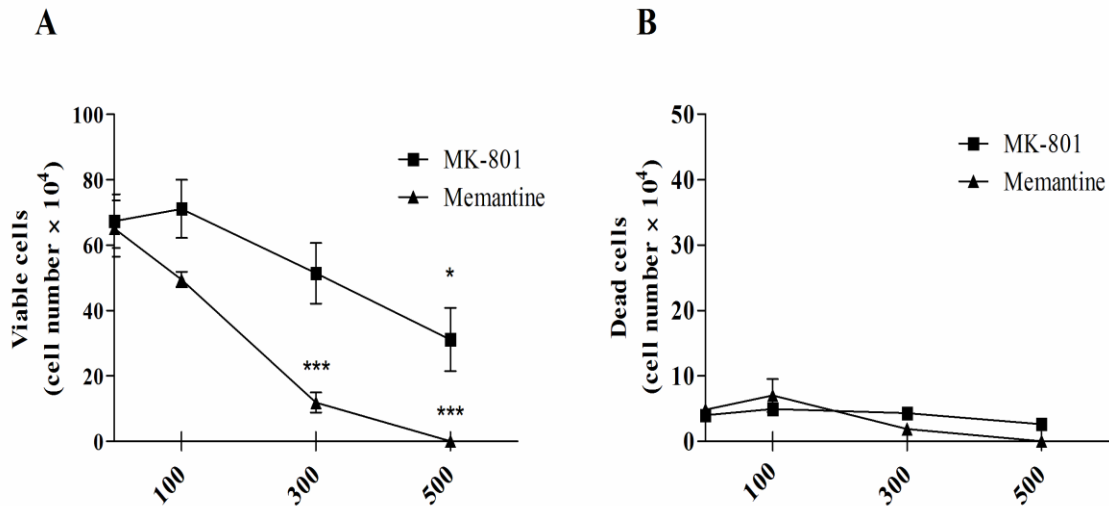 A
100
80
60
40
20
0
Viable cells
(cell number × 10⁴)
MK-801
Memantine
*
***
***
100
300
500
B
50
40
30
20
10
0
Dead cells
(cell number × 10⁴)
MK-801
Memantine
100
300
500